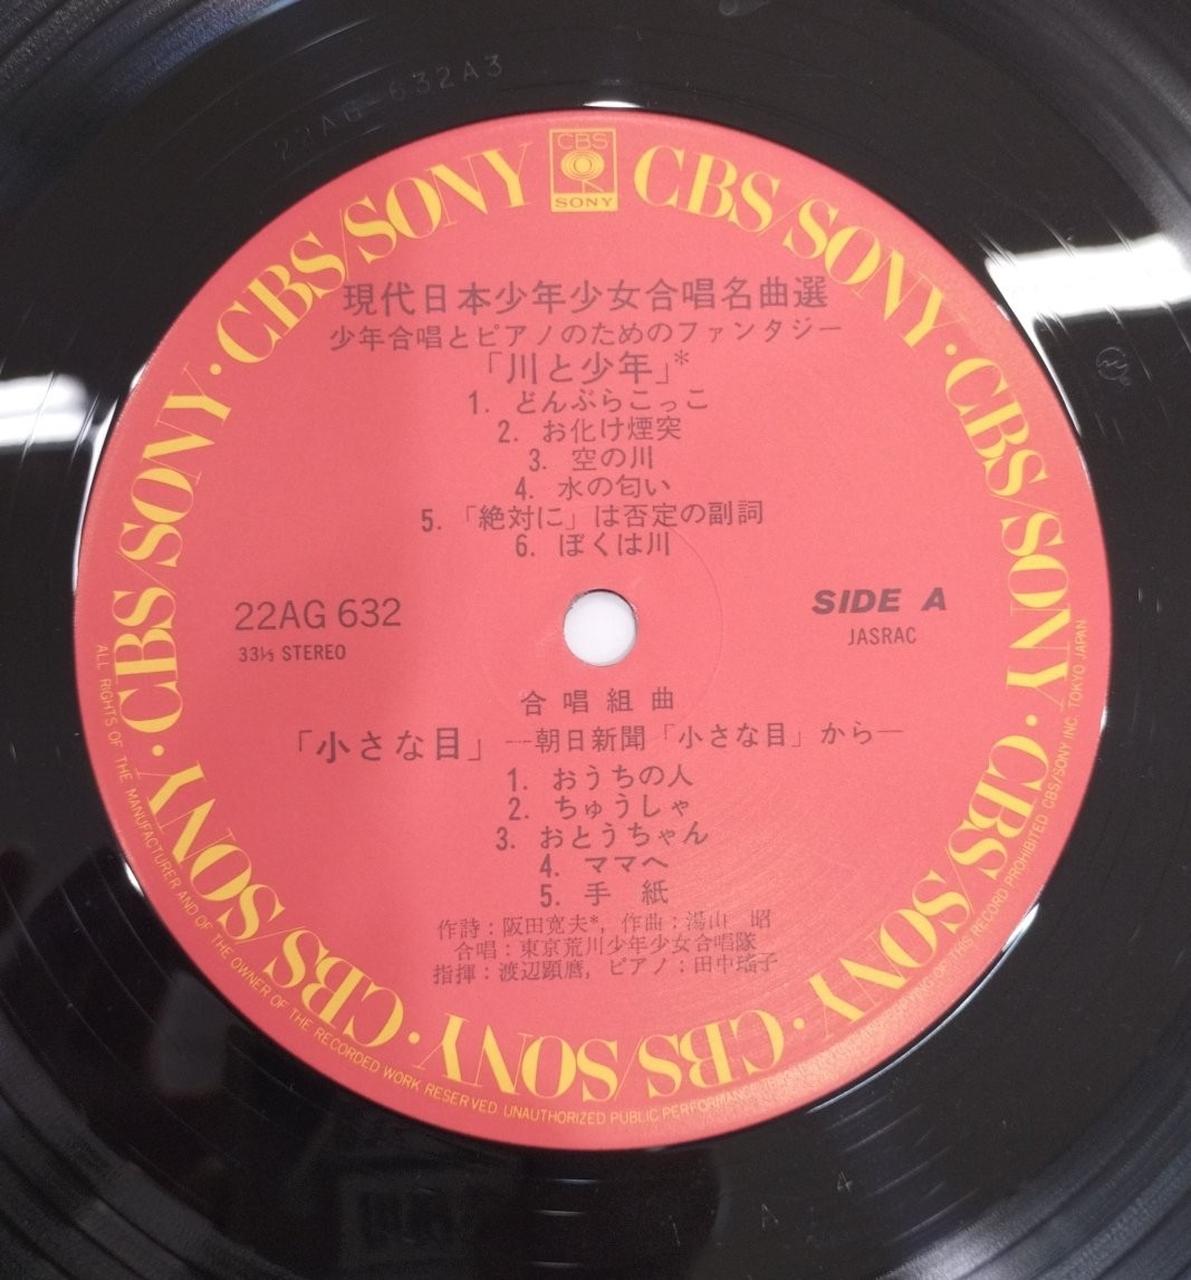 22AG 632A3
CBS
SONY
CBS/SONY · CBS/SONY · CBS/SONY · CBS/SONY · CBS/SONY · CBS/SONY · CBS/SONY · CBS/SONY
現代日本少年少女合唱名曲選
少年合唱とピアノのためのファンタジー
「川と少年」*
1. どんぶらこっこ
2. お化け煙突
3. 空の川
4. 水の匂い
5. 「絶対に」は否定の副詞
6. ぼくは川
22AG 632
33⅓ STEREO
SIDE A
JASRAC
合唱組曲
「小さな目」—朝日新聞「小さな目」から—
1. おうちの人
2. ちゅうしゃ
3. おとうちゃん
4. ママへ
5. 手 紙
作詩：阪田寛夫*, 作曲：湯山 昭
合唱：東京荒川少年少女合唱隊
指揮：渡辺顕麿, ピアノ：田中瑤子
ALL RIGHTS OF THE MANUFACTURER AND OF THE OWNER OF THE RECORDED WORK RESERVED UNAUTHORIZED PUBLIC PERFORMANCE COPYING OF THIS RECORD PROHIBITED CBS/SONY INC. TOKYO JAPAN
1 A 4